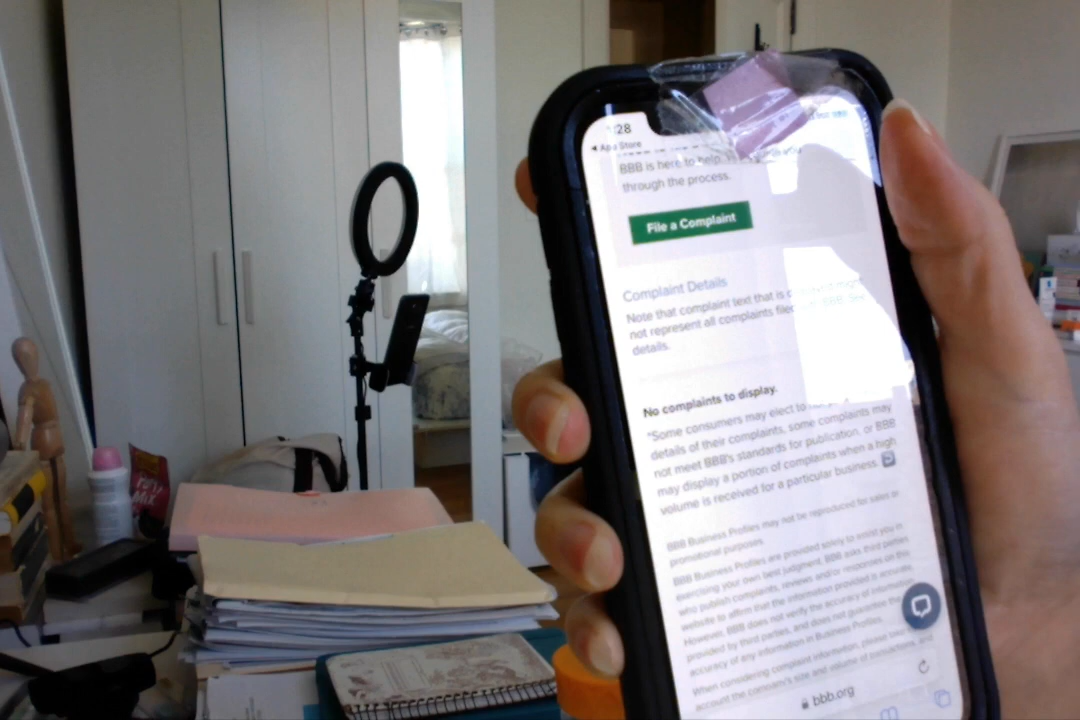 :28
◀ App Store
BBB is here to help.
through the process.
File a Complaint
Complaint Details
Note that complaint text that is
not represent all complaints filed
details.
No complaints to display.
"Some consumers may elect to
details of their complaints, some complaints may
not meet BBB's standards for publication, or BBB
may display a portion of complaints when a high
volume is received for a particular business.
BBB Business Profiles may not be reproduced for sales or
promotional purposes.
BBB Business Profiles are provided solely to assist you in
exercising your own best judgment. BBB asks third parties
who publish complaints, reviews and/or responses on this
website to affirm that the information provided is accurate.
However, BBB does not verify the accuracy of information
provided by third parties, and does not guarantee the
accuracy of any information in Business Profiles.
When considering complaint information, please take into
account the company's size and volume of transactions, and
bbb.org
Mix